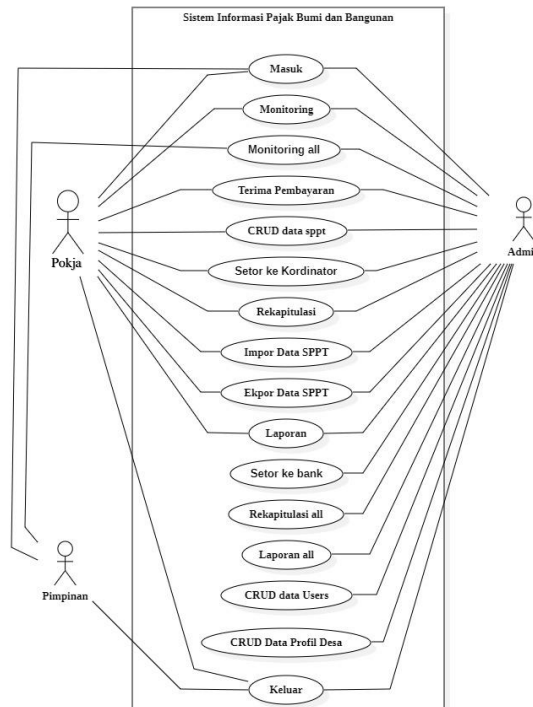 Sistem Informasi Pajak Bumi dan Bangunan
Masuk
Monitoring
Monitoring all
Terima Pembayaran
CRUD data sppt
Setor ke Kordinator
Rekapitulasi
Impor Data SPPT
Ekpor Data SPPT
Laporan
Setor ke bank
Rekapitulasi all
Laporan all
CRUD data Users
CRUD Data Profil Desa
Keluar
Pokja
Pimpinan
Admi